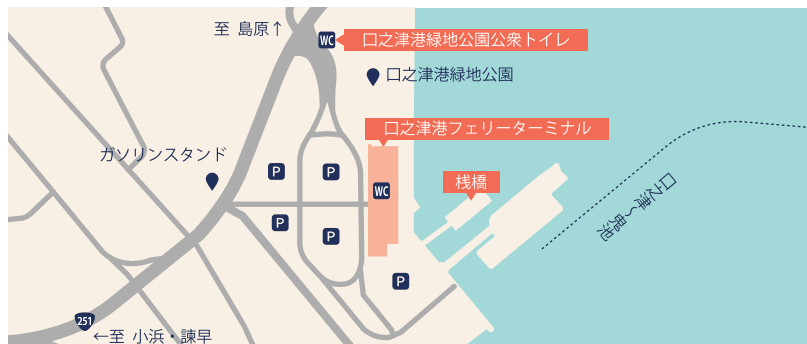 至 島原↑
WC
口之津港緑地公園公衆トイレ
口之津港緑地公園
口之津港フェリーターミナル
ガソリンスタンド
P
P
WC
桟橋
口之津～鬼池
P
P
P
251
←至 小浜・諫早